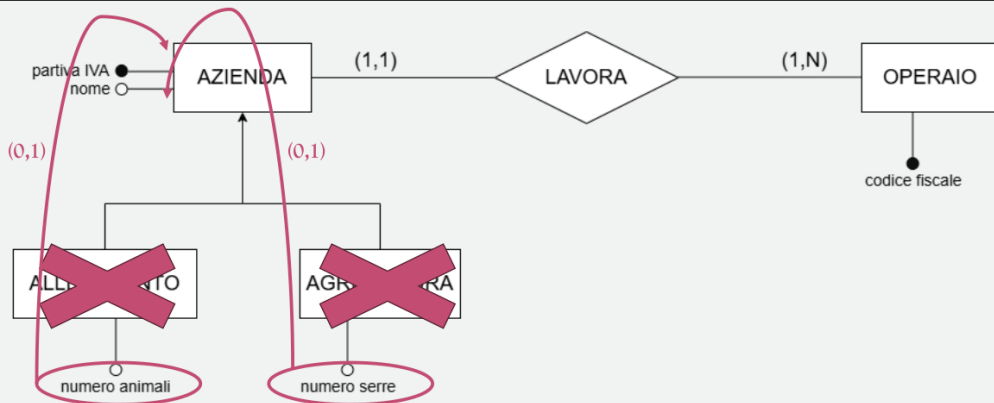 partiva IVA
nome
AZIENDA
(1,1)
LAVORA
(1,N)
OPERAIO
(0,1)
(0,1)
codice fiscale
numero animali
numero serre